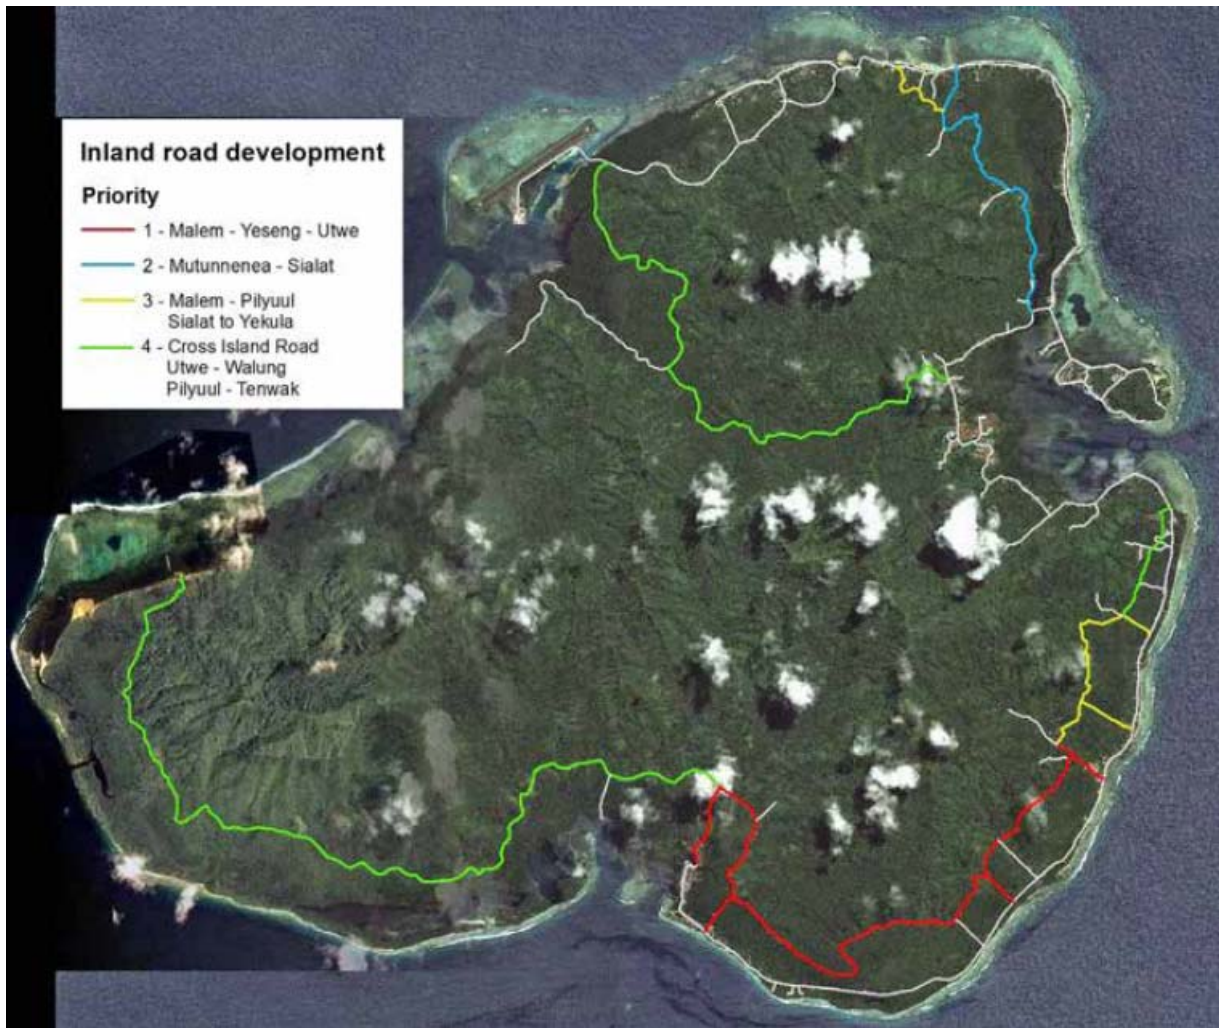 Inland road development
Priority
1 - Malem - Yeseng - Utwe
2 - Mutunnenea - Sialat
3 - Malem - Pilyuul
Sialat to Yekula
4 - Cross Island Road
Utwe - Walung
Pilyuul - Tenwak